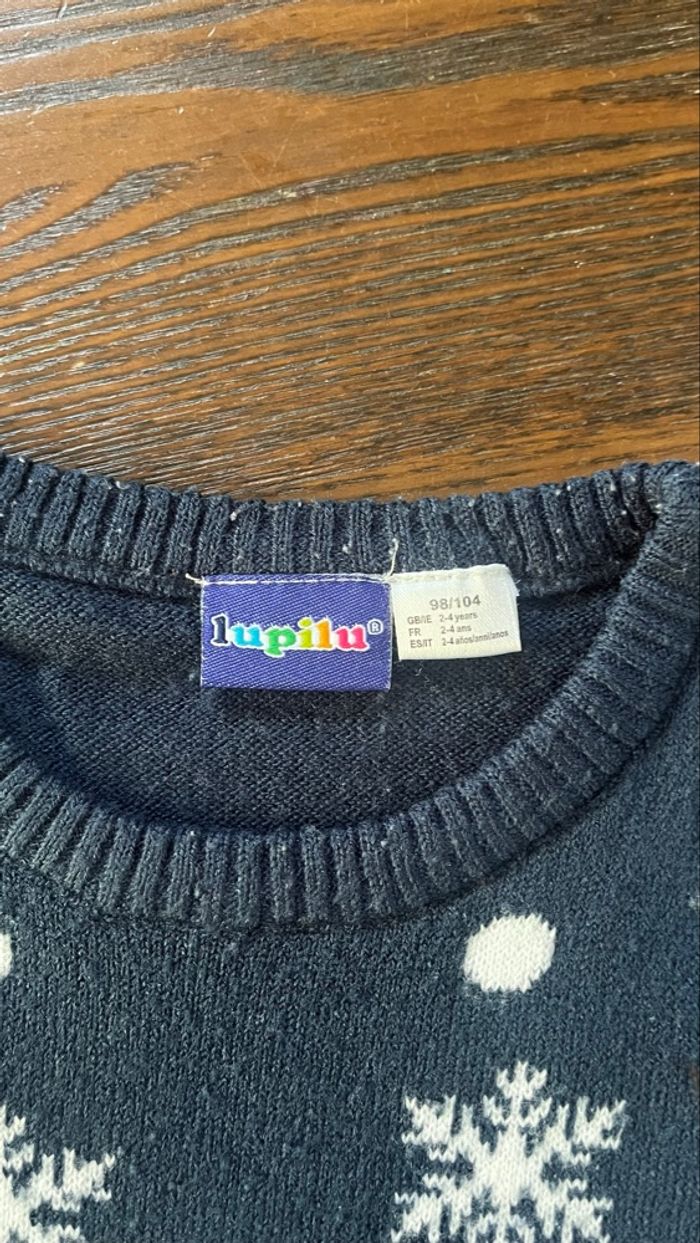 lupilu®
98/104
GB/IE 2-4 years
FR 2-4 ans
ES/IT 2-4 años/anni/anos